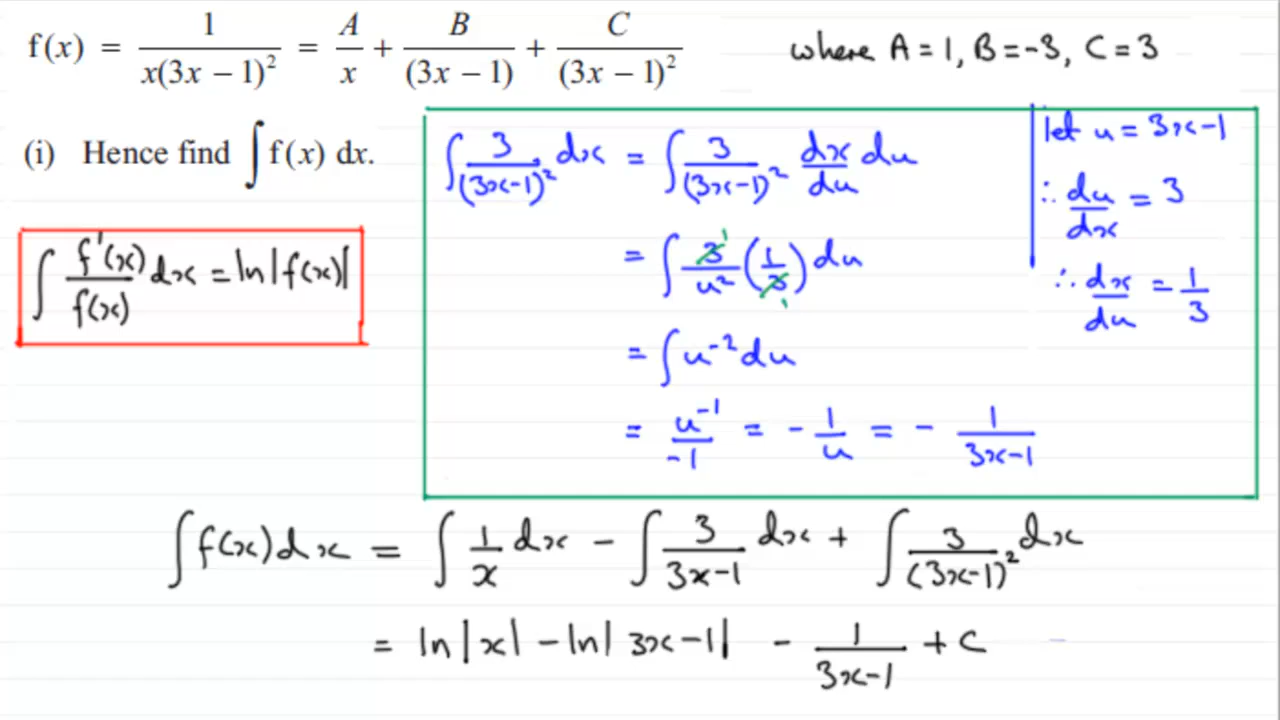 f(x) = 1/(x(3x − 1)²) = A/x + B/(3x − 1) + C/(3x − 1)² where A = 1, B = -3, C = 3
(i) Hence find ∫ f(x) dx.
∫ f'(x)/f(x) dx = ln|f(x)|
∫ 3/(3x-1)² dx = ∫ 3/(3x-1)² dx/du du
= ∫ 3/u² (1/3) du
= ∫ u⁻² du
= u⁻¹/-1 = - 1/u = - 1/(3x-1)
let u = 3x-1
∴ du/dx = 3
∴ dx/du = 1/3
∫ f(x) dx = ∫ 1/x dx - ∫ 3/(3x-1) dx + ∫ 3/(3x-1)² dx
= ln|x| - ln|3x-1| - 1/(3x-1) + C